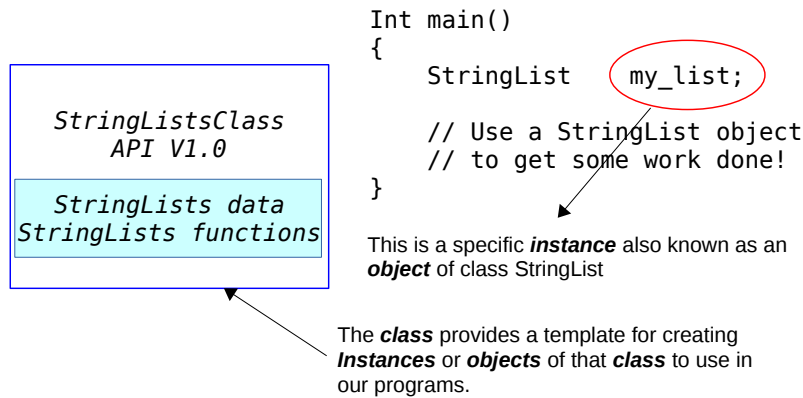 Int main()
{
StringList my_list;
// Use a StringList object
// to get some work done!
}
StringListsClass
API V1.0
StringLists data
StringLists functions
This is a specific instance also known as an
object of class StringList
The class provides a template for creating
Instances or objects of that class to use in
our programs.